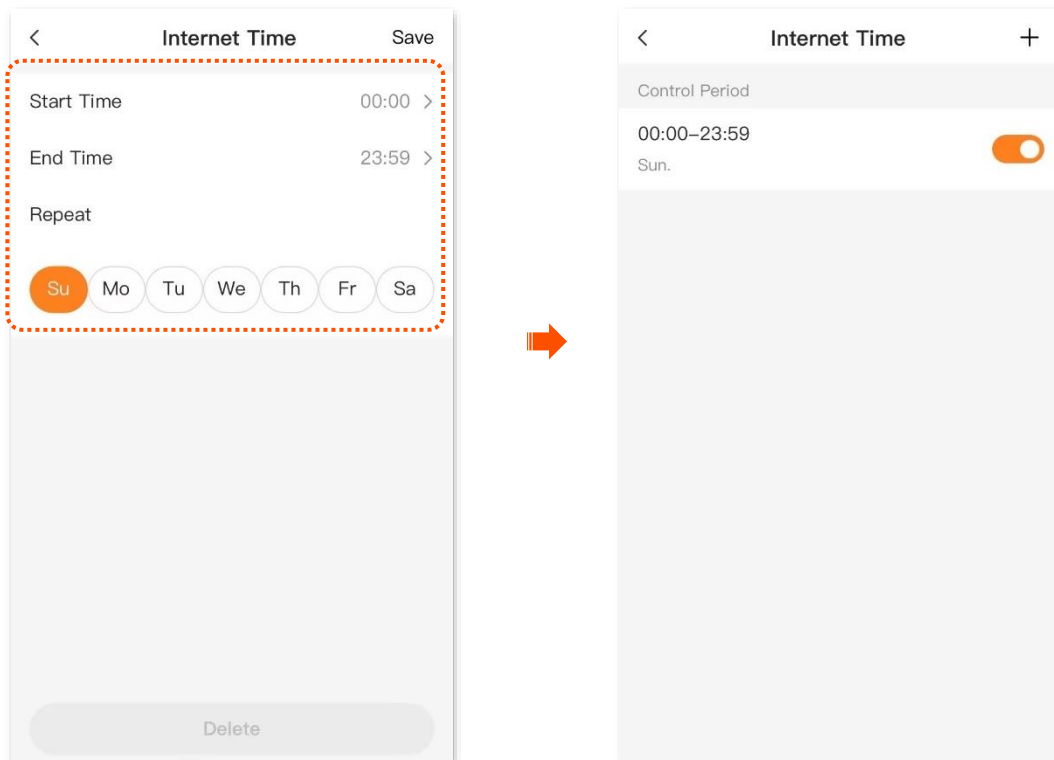 Internet Time Save
Start Time 00:00
End Time 23:59
Repeat
Su Mo Tu We Th Fr Sa
Delete
Internet Time +
Control Period
00:00–23:59
Sun.